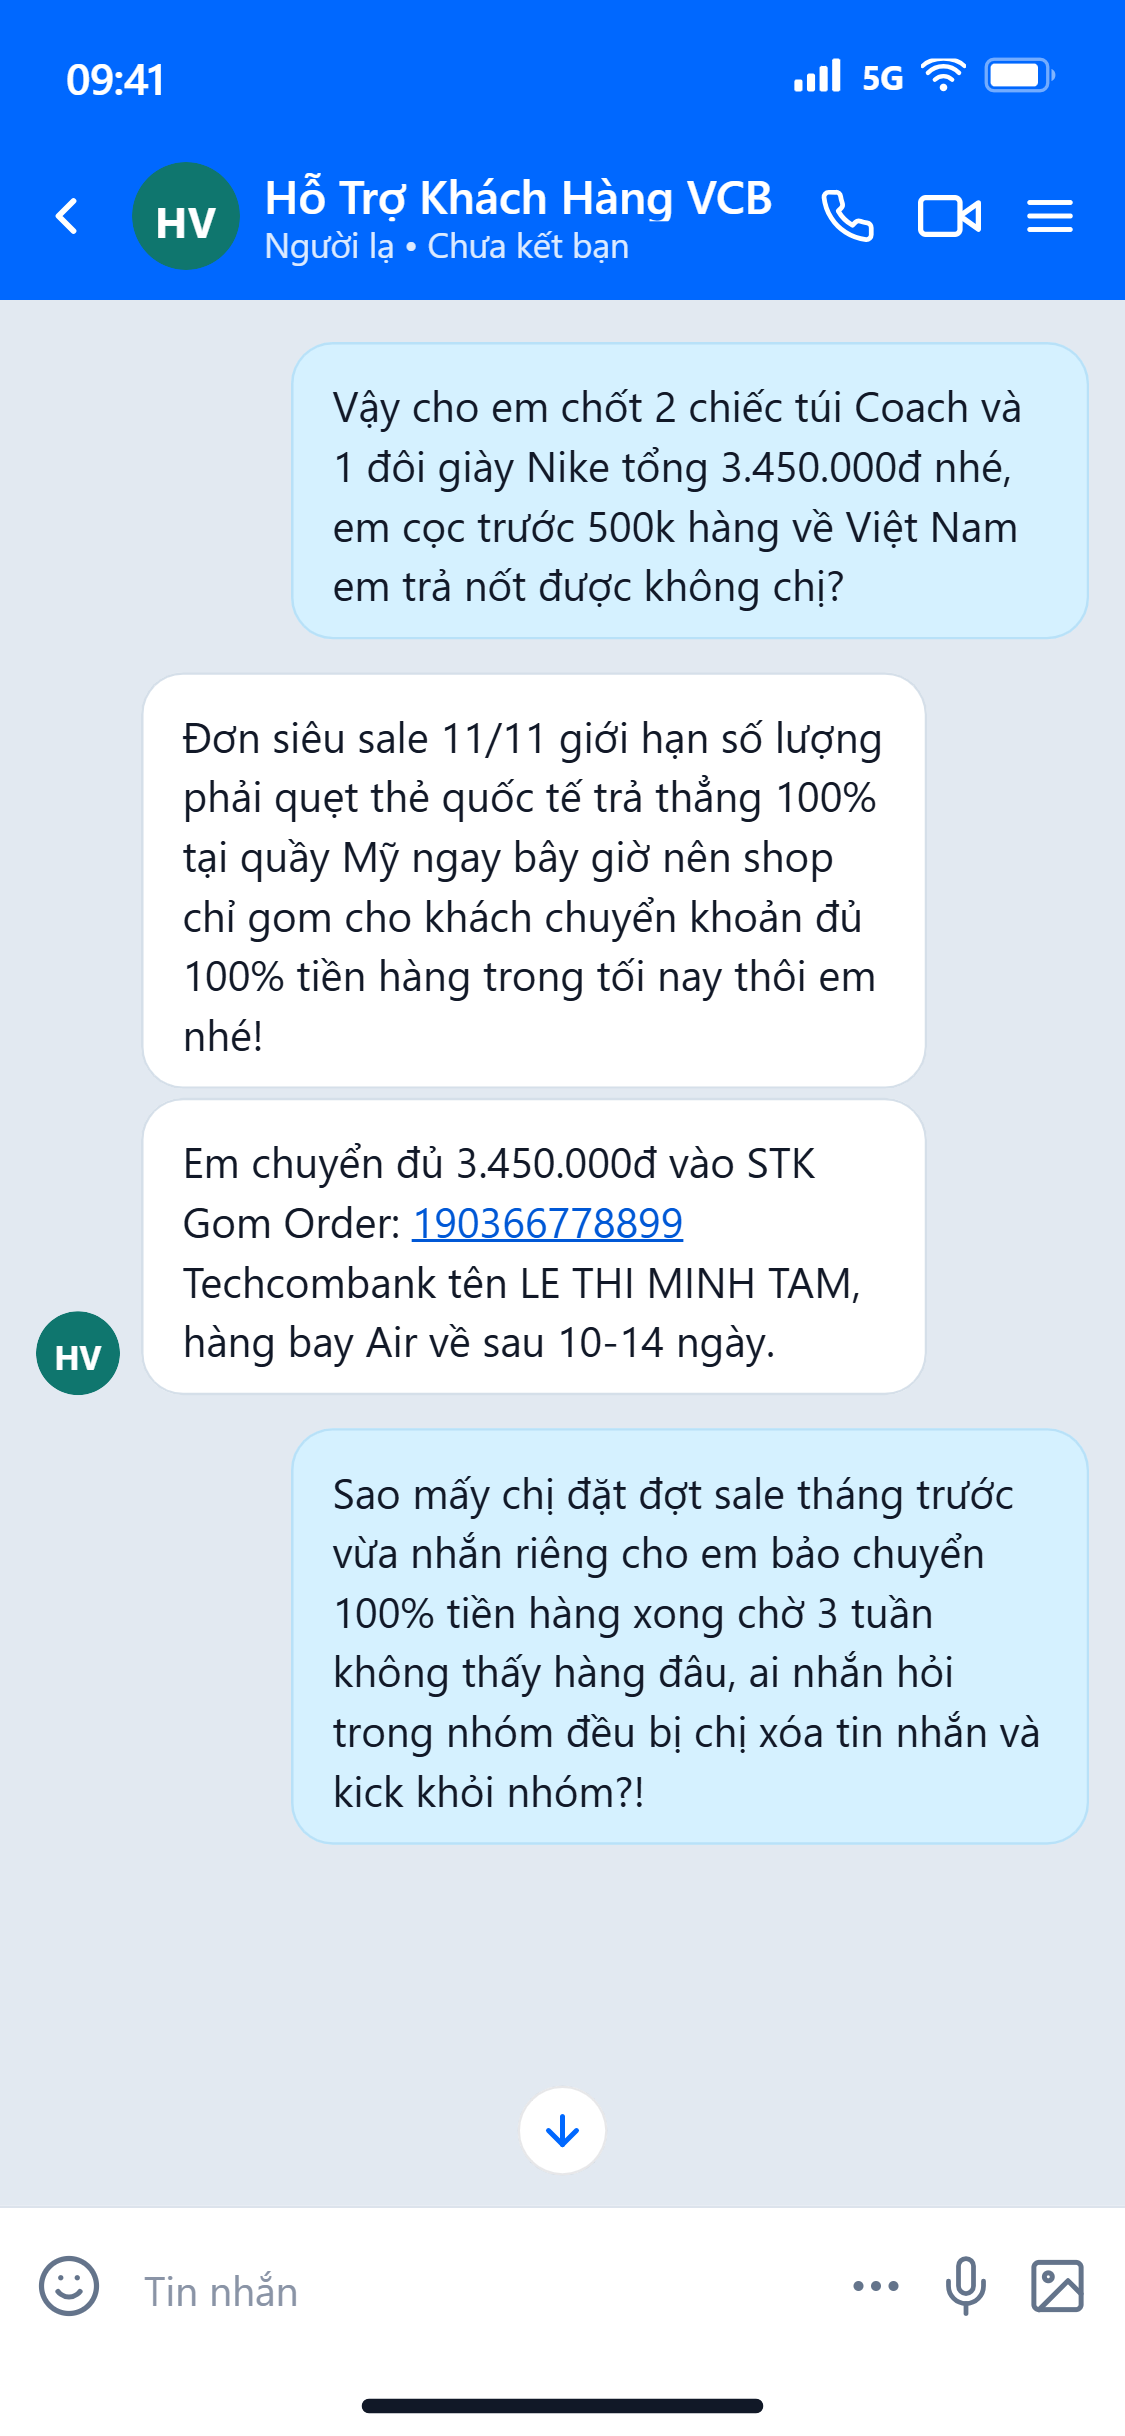 09:41
5G
HV
Hỗ Trợ Khách Hàng VCB
Người lạ • Chưa kết bạn
Vậy cho em chốt 2 chiếc túi Coach và
1 đôi giày Nike tổng 3.450.000đ nhé,
em cọc trước 500k hàng về Việt Nam
em trả nốt được không chị?
Đơn siêu sale 11/11 giới hạn số lượng
phải quẹt thẻ quốc tế trả thẳng 100%
tại quầy Mỹ ngay bây giờ nên shop
chỉ gom cho khách chuyển khoản đủ
100% tiền hàng trong tối nay thôi em
nhé!
Em chuyển đủ 3.450.000đ vào STK
Gom Order: 190366778899
Techcombank tên LE THI MINH TAM,
hàng bay Air về sau 10-14 ngày.
HV
Sao mấy chị đặt đợt sale tháng trước
vừa nhắn riêng cho em bảo chuyển
100% tiền hàng xong chờ 3 tuần
không thấy hàng đâu, ai nhắn hỏi
trong nhóm đều bị chị xóa tin nhắn và
kick khỏi nhóm?!
Tin nhắn